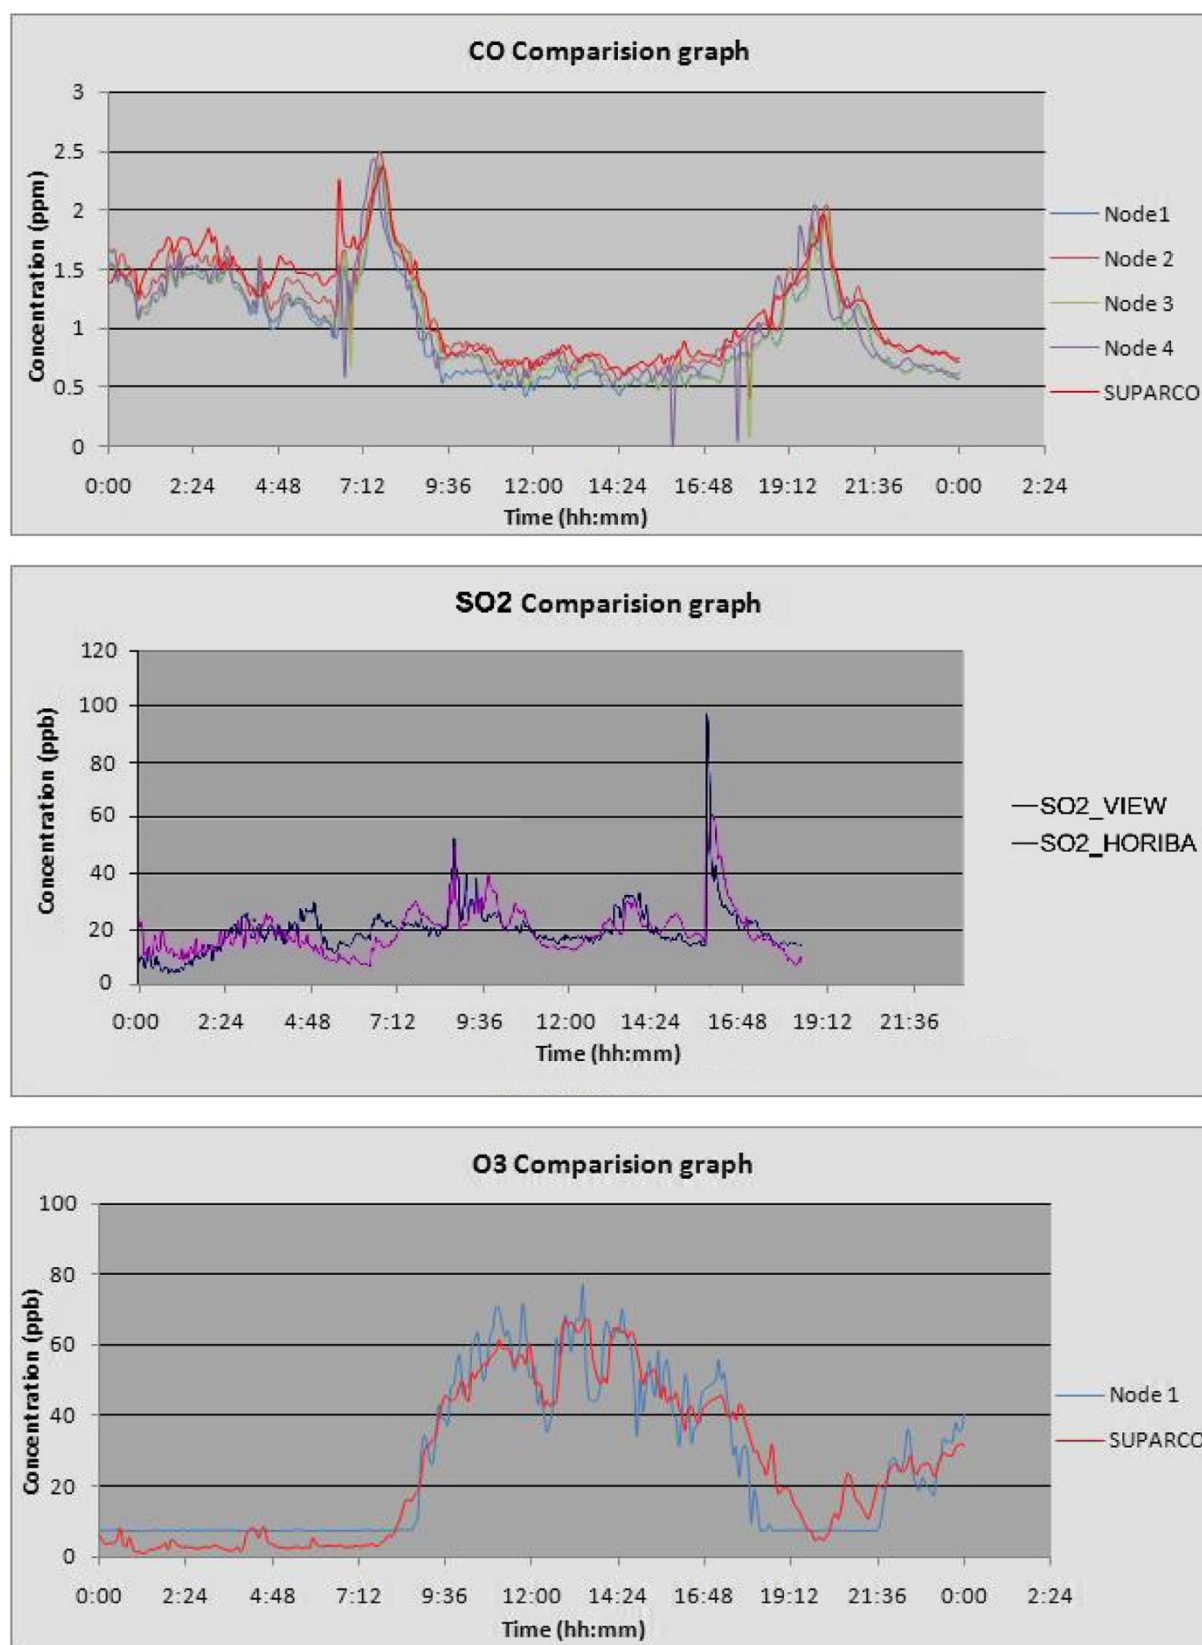 CO Comparision graph
Concentration (ppm)
3
2.5
2
1.5
1
0.5
0
0:00 2:24 4:48 7:12 9:36 12:00 14:24 16:48 19:12 21:36 0:00 2:24
Time (hh:mm)
Node1
Node 2
Node 3
Node 4
SUPARCO
SO2 Comparision graph
Concentration (ppb)
120
100
80
60
40
20
0
0:00 2:24 4:48 7:12 9:36 12:00 14:24 16:48 19:12 21:36
Time (hh:mm)
SO2_VIEW
SO2_HORIBA
O3 Comparision graph
Concentration (ppb)
100
80
60
40
20
0
0:00 2:24 4:48 7:12 9:36 12:00 14:24 16:48 19:12 21:36 0:00 2:24
Time (hh:mm)
Node 1
SUPARCO